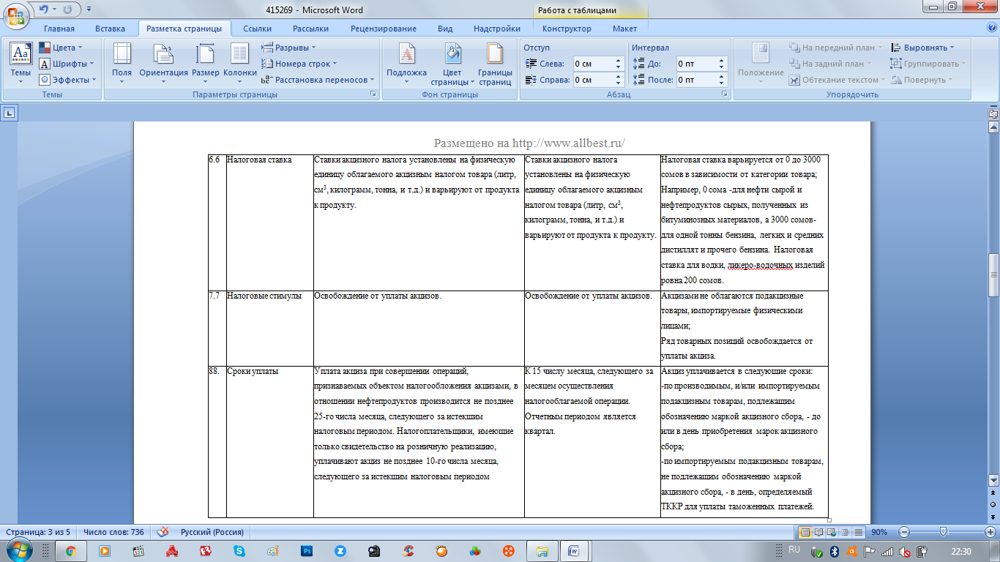 415269 - Microsoft Word
Работа с таблицами
Главная Вставка Разметка страницы Ссылки Рассылки Рецензирование Вид Надстройки Конструктор Макет
Аа
Темы
Цвета
Шрифты
Эффекты
Темы
Поля
Ориентация
Размер
Колонки
Разрывы
Номера строк
Расстановка переносов
Параметры страницы
Подложка
Цвет страницы
Границы страниц
Фон страницы
Отступ
Слева: 0 см
Справа: 0 см
Интервал
До: 0 пт
После: 0 пт
Абзац
Положение
На передний план
На задний план
Обтекание текстом
Выровнять
Группировать
Повернуть
Упорядочить
Размещено на http://www.allbest.ru/
6.6
Налоговая ставка
Ставки акцизного налога установлены на физическую
единицу облагаемого акцизным налогом товара (литр,
см3, килограмм, тонна, и т.д.) и варьируют от продукта
к продукту.
Ставки акцизного налога
установлены на физическую
единицу облагаемого акцизным
налогом товара (литр, см3,
килограмм, тонна, и т.д.) и
варьируют от продукта к продукту.
Налоговая ставка варьируется от 0 до 3000
сомов в зависимости от категории товара;
Например, 0 сома -для нефти сырой и
нефтепродуктов сырых, полученных из
битуминозных материалов, а 3000 сомов-
для одной тонны бензина, легких и средних
дистиллят и прочего бензина. Налоговая
ставка для водки, ликеро-водочных изделий
ровна 200 сомов.
7.7
Налоговые стимулы
Освобождение от уплаты акцизов.
Освобождение от уплаты акцизов.
Акцизами не облагаются подакцизные
товары, импортируемые физическими
лицами;
Ряд товарных позиций освобождается от
уплаты акциза.
88.
Сроки уплаты
Уплата акциза при совершении операций,
признаваемых объектом налогообложения акцизами, в
отношении нефтепродуктов производится не позднее
25-го числа месяца, следующего за истекшим
налоговым периодом. Налогоплательщики, имеющие
только свидетельство на розничную реализацию,
уплачивают акциз не позднее 10-го числа месяца,
следующего за истекшим налоговым периодом
К 15 числу месяца, следующего за
месяцем осуществления
налогооблагаемой операции.
Отчетным периодом является
квартал.
Акциз уплачивается в следующие сроки:
-по производимым, и/или импортируемым
подакцизным товарам, подлежащим
обозначению маркой акцизного сбора, - до
или в день приобретения марок акцизного
сбора;
-по импортируемым подакцизным товарам,
не подлежащим обозначению маркой
акцизного сбора, - в день, определяемый
ТККР для уплаты таможенных платежей.
Страница: 3 из 5 Число слов: 736 Русский (Россия) 90%
RU 22:30